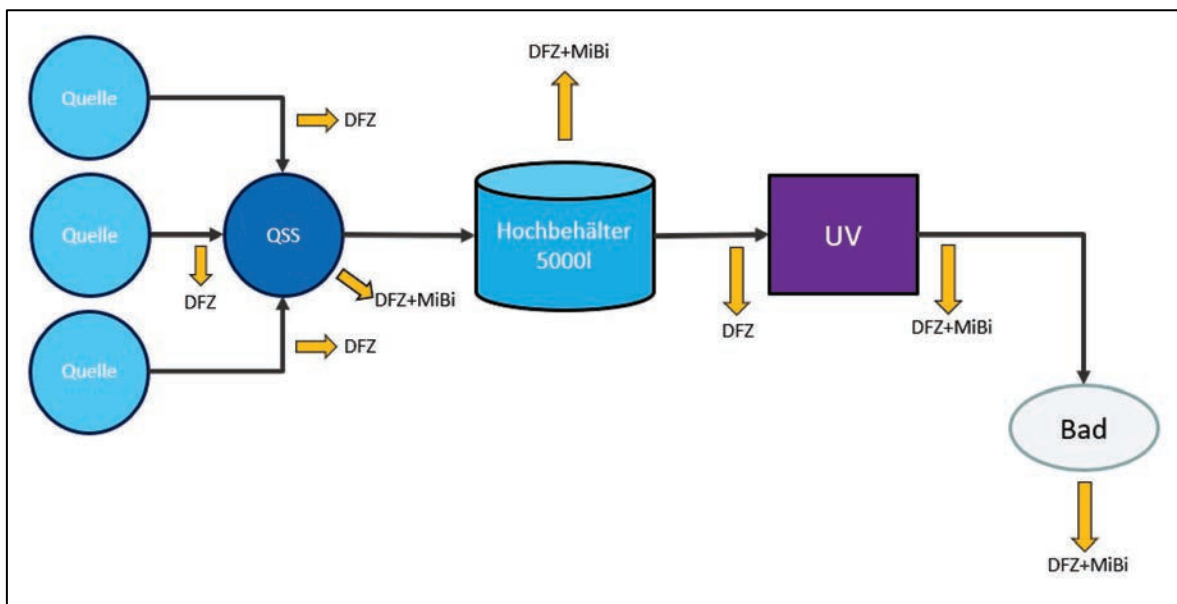 DFZ+MiBi
Quelle
DFZ
Quelle
QSS
DFZ
Hochbehälter
5000l
UV
DFZ+MiBi
DFZ
DFZ+MiBi
Quelle
DFZ
Bad
DFZ+MiBi